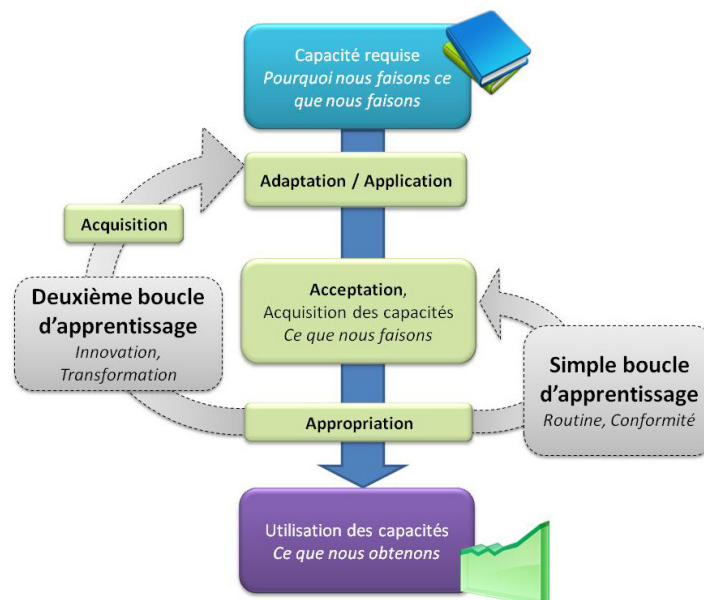 Capacité requise
Pourquoi nous faisons ce
que nous faisons
Adaptation / Application
Acquisition
Deuxième boucle
d'apprentissage
Innovation,
Transformation
Acceptation,
Acquisition des capacités
Ce que nous faisons
Simple boucle
d'apprentissage
Routine, Conformité
Appropriation
Utilisation des capacités
Ce que nous obtenons